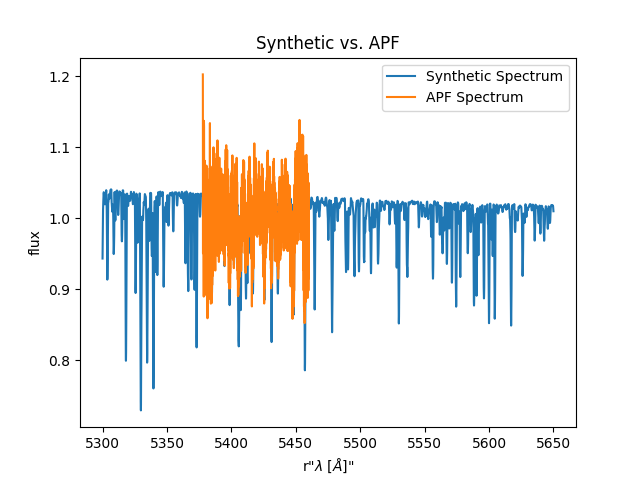 Synthetic vs. APF
Synthetic Spectrum
APF Spectrum
1.2
1.1
1.0
0.9
0.8
flux
5300 5350 5400 5450 5500 5550 5600 5650
r"λ [Å]"